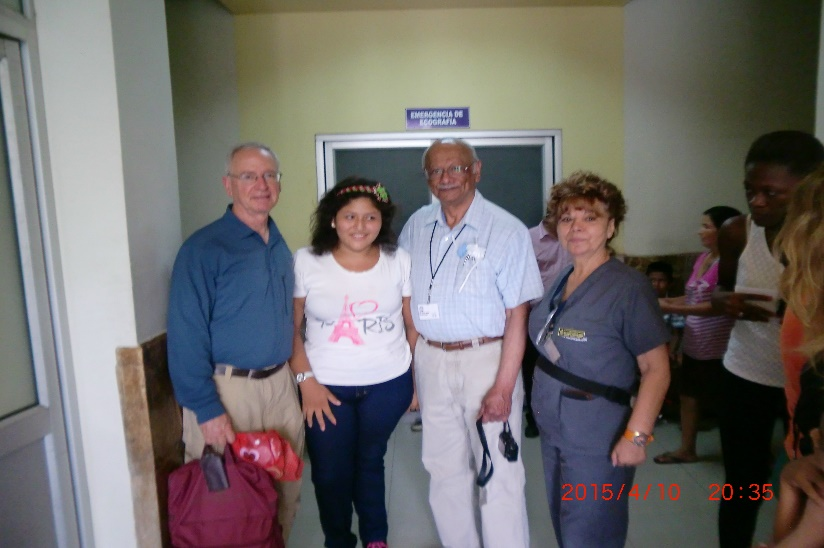 EMERGENCIA DE
ECOGRAFIA
PARIS
2015/4/10 20:35